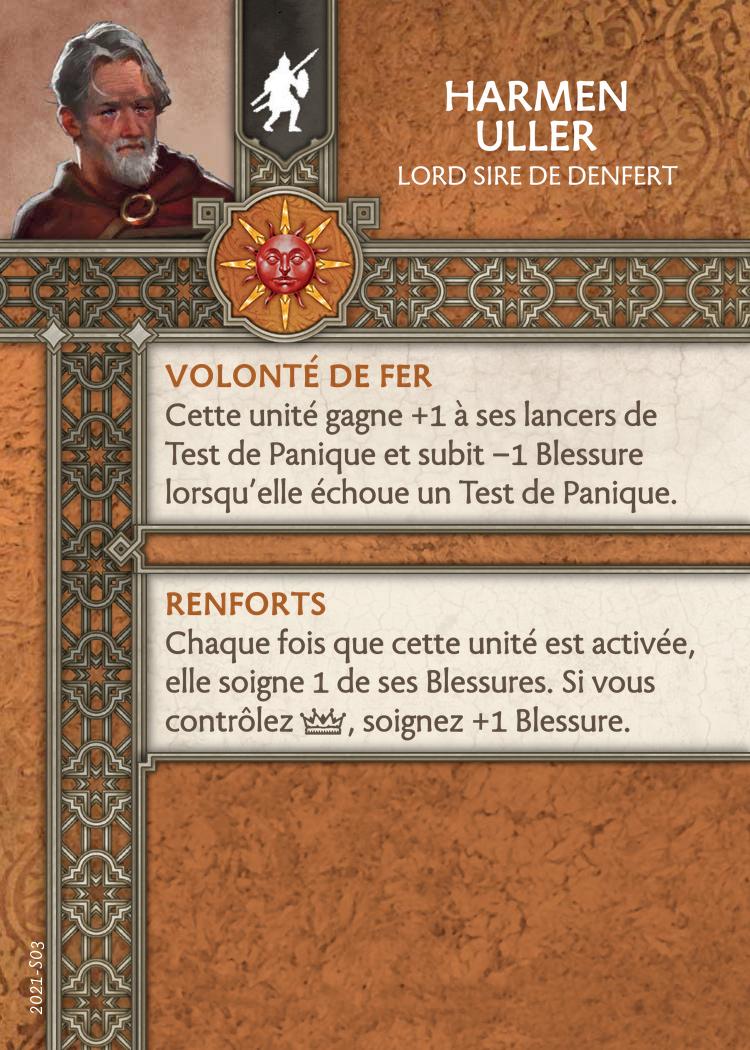 HARMEN
ULLER
LORD SIRE DE DENFERT
VOLONTÉ DE FER
Cette unité gagne +1 à ses lancers de
Test de Panique et subit –1 Blessure
lorsqu'elle échoue un Test de Panique.
RENFORTS
Chaque fois que cette unité est activée,
elle soigne 1 de ses Blessures. Si vous
contrôlez , soignez +1 Blessure.
2021-S03